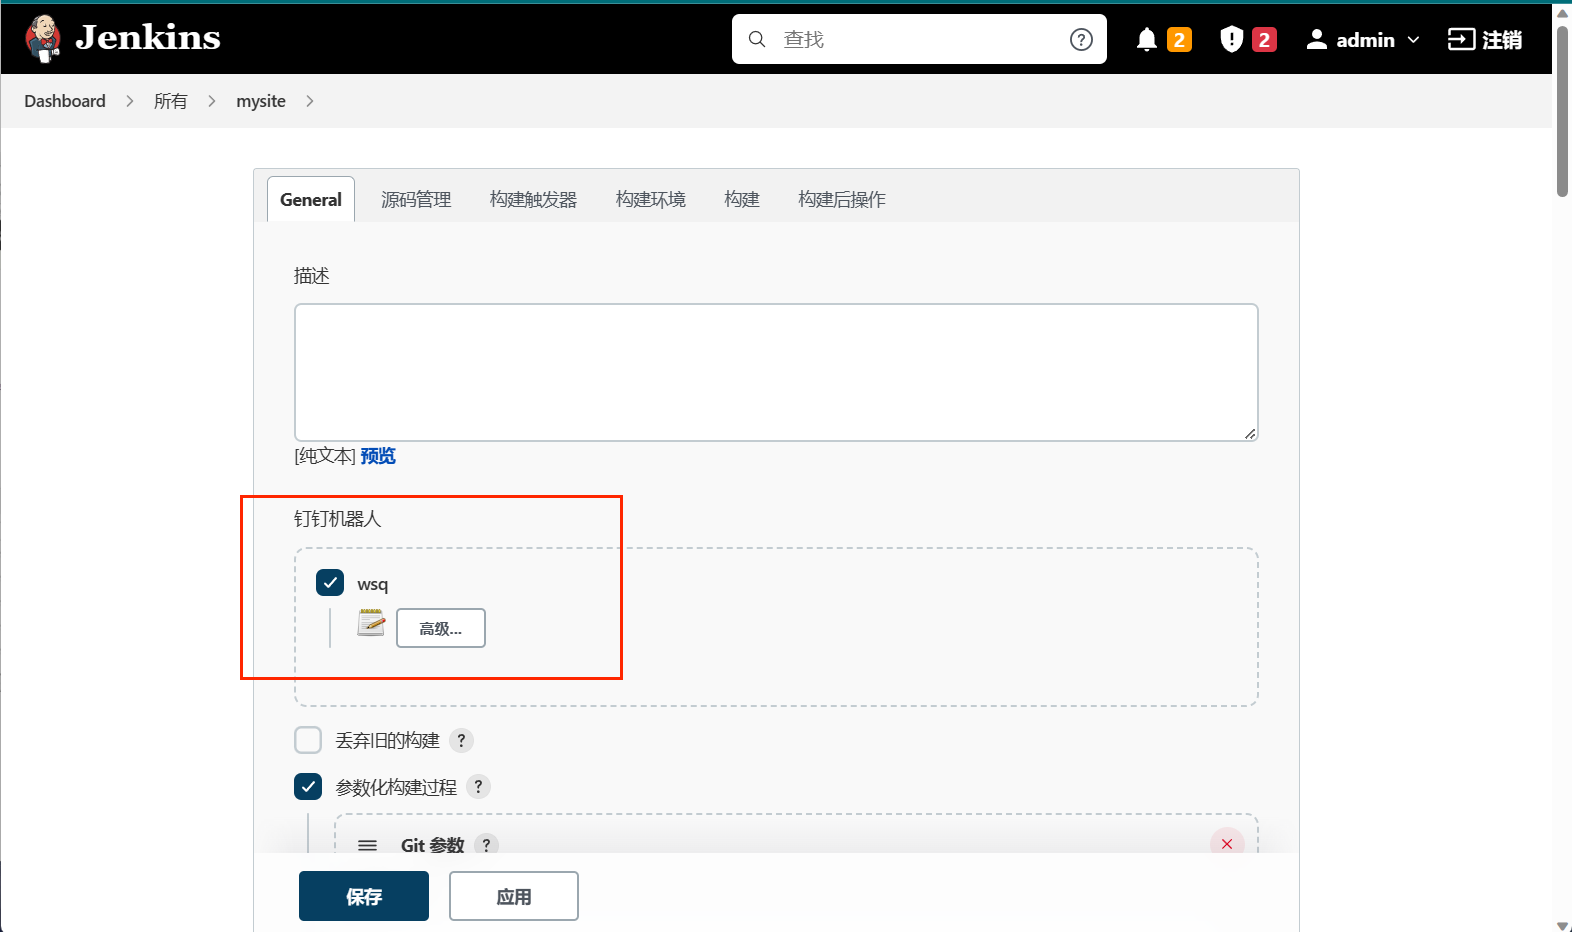 Jenkins 查找 2 2 admin 注销
Dashboard 所有 mysite
General 源码管理 构建触发器 构建环境 构建 构建后操作
描述
[纯文本] 预览
钉钉机器人
wsq
高级...
丢弃旧的构建 ?
参数化构建过程 ?
Git 参数 ?
保存 应用